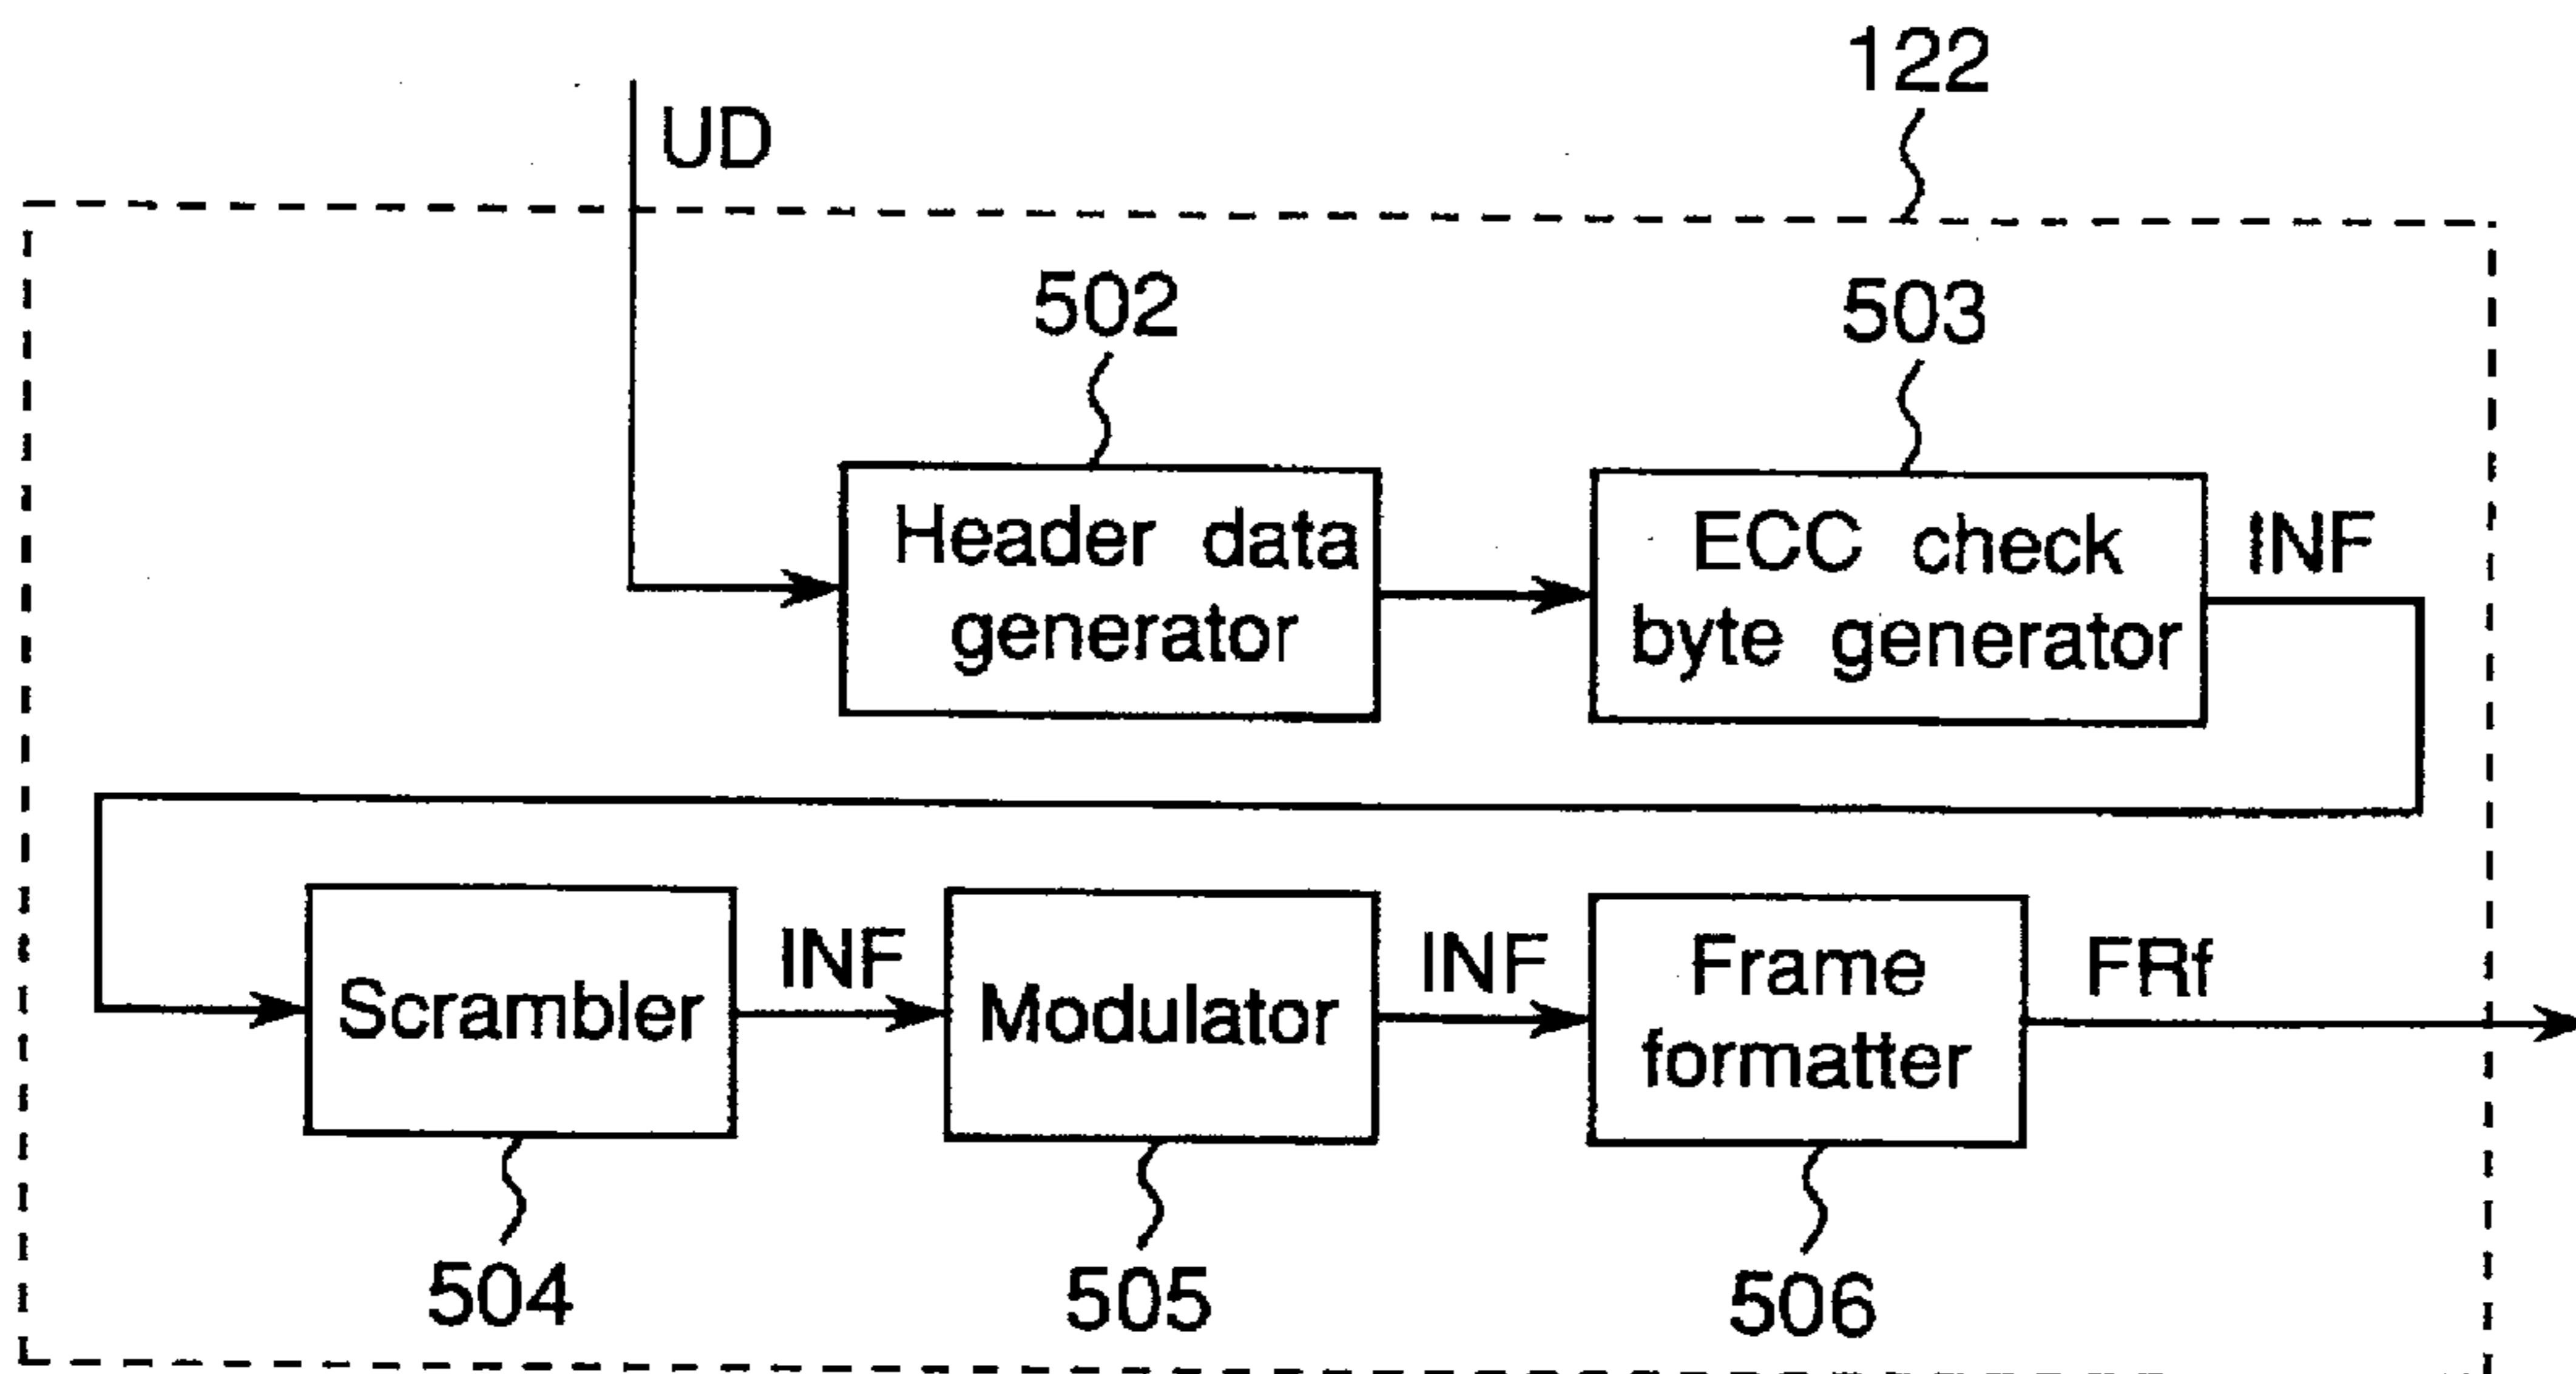 122
UD
502
503
Header data
generator
ECC check
byte generator
INF
Scrambler
INF
Modulator
INF
Frame
formatter
FRf
504
505
506